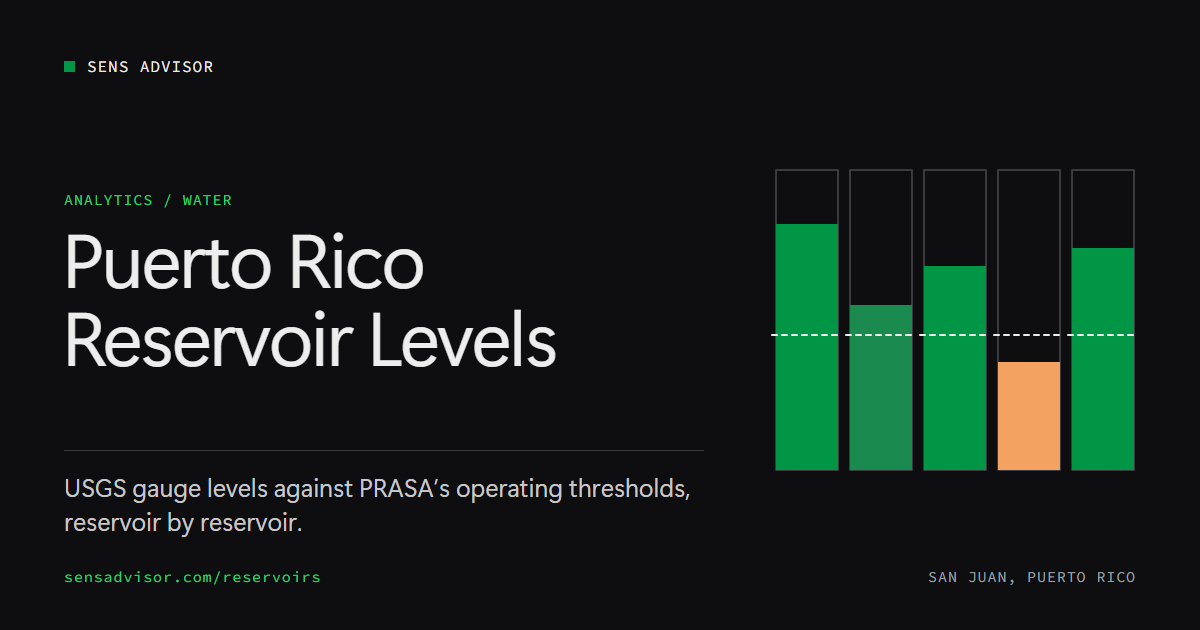 SENS ADVISOR
ANALYTICS / WATER
Puerto Rico
Reservoir Levels
USGS gauge levels against PRASA’s operating thresholds,
reservoir by reservoir.
sensadvisor.com/reservoirs
SAN JUAN, PUERTO RICO